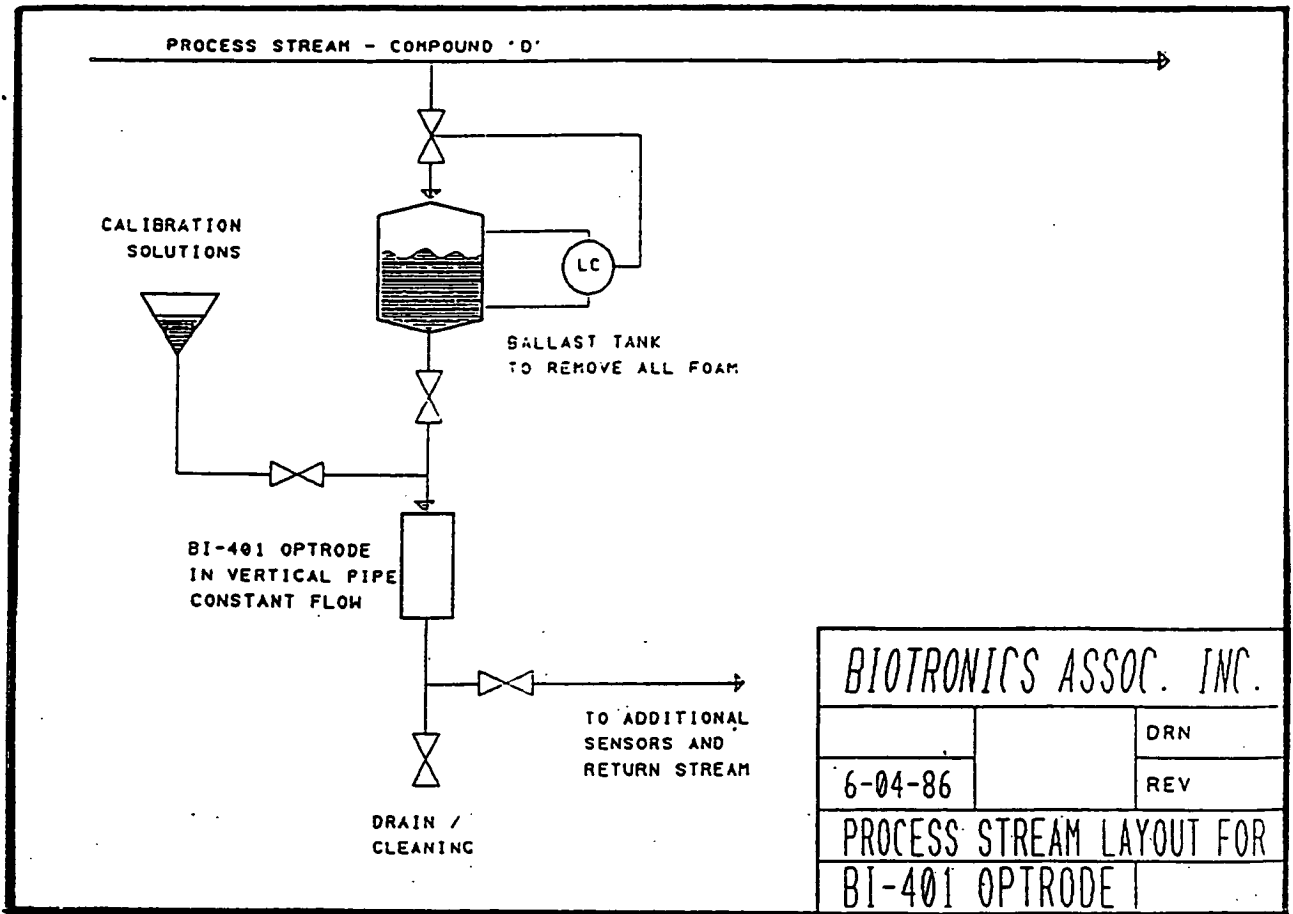 PROCESS STREAM - COMPOUND 'D'
CALIBRATION
SOLUTIONS
LC
BALLAST TANK
TO REMOVE ALL FOAM
BI-401 OPTRODE
IN VERTICAL PIPE
CONSTANT FLOW
TO ADDITIONAL
SENSORS AND
RETURN STREAM
DRAIN /
CLEANING
BIOTRONICS ASSOC. INC.
DRN
6-04-86
REV
PROCESS STREAM LAYOUT FOR
BI-401 OPTRODE